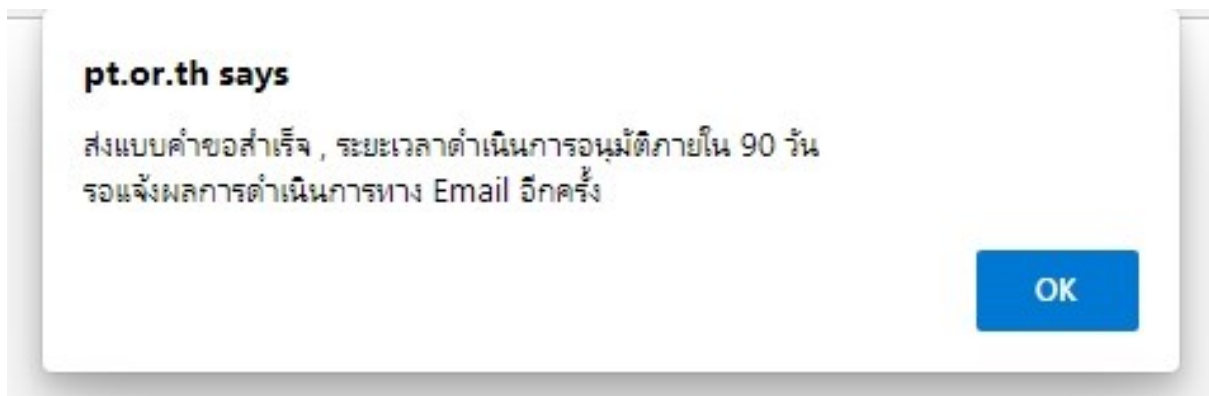 pt.or.th says
ส่งแบบคำขอสำเร็จ , ระยะเวลาดำเนินการอนุมัติภายใน 90 วัน
รอแจ้งผลการดำเนินการทาง Email อีกครั้ง
OK